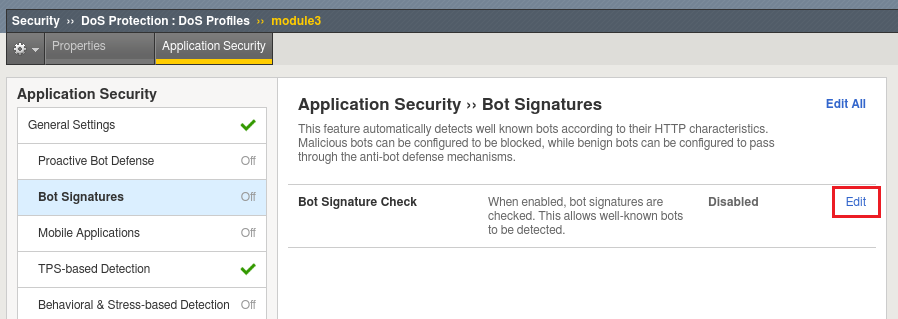 Security ›› DoS Protection : DoS Profiles ›› module3
Properties
Application Security
Application Security
General Settings
Proactive Bot Defense Off
Bot Signatures Off
Mobile Applications Off
TPS-based Detection
Behavioral & Stress-based Detection Off
Application Security ›› Bot Signatures
Edit All
This feature automatically detects well known bots according to their HTTP characteristics.
Malicious bots can be configured to be blocked, while benign bots can be configured to pass
through the anti-bot defense mechanisms.
Bot Signature Check
When enabled, bot signatures are
checked. This allows well-known bots
to be detected.
Disabled
Edit